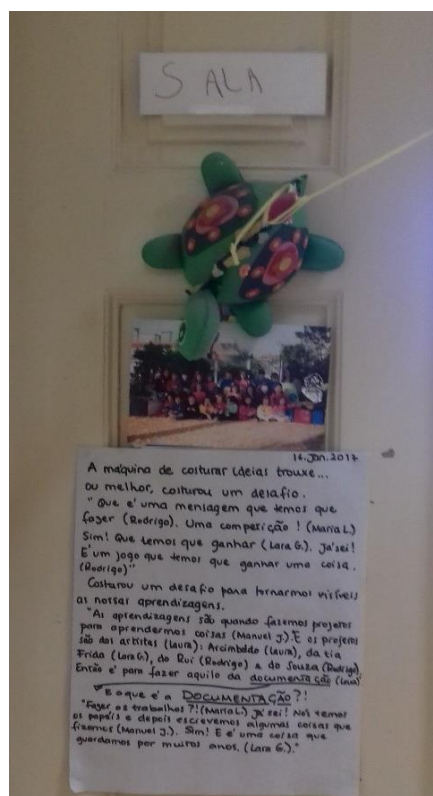 SALA
16.Jan.2017
A máquina de costurar ideias trouxe...
ou melhor, costurou um desafio.
"Que é uma mensagem que temos que
fazer (Rodrigo). Uma composição! (Maria L.)
Sim! Que temos que ganhar (Lara G.). Já sei!
É um jogo que temos que ganhar uma coisa.
(Rodrigo)"
Costurou um desafio para tornarmos visíveis
as nossas aprendizagens.
"As aprendizagens são quando fazemos projetos
para aprendermos coisas (Manuel J.). E os projetos
são dos artistas (Laura): Arcimboldo (Laura), da tia
Frida (Lara G), do Rui (Rodrigo) e do Souza (Rodrigo).
Então é para fazer aquilo da documentação (Laura)
E o que é a DOCUMENTAÇÃO?!
"Fazer os trabalhos?! (Maria L.) Já sei! Nós temos
os papéis e depois escrevemos algumas coisas que
fizemos (Manuel J.). Sim! E é uma coisa que
guardamos por muitos anos. (Lara G.)."